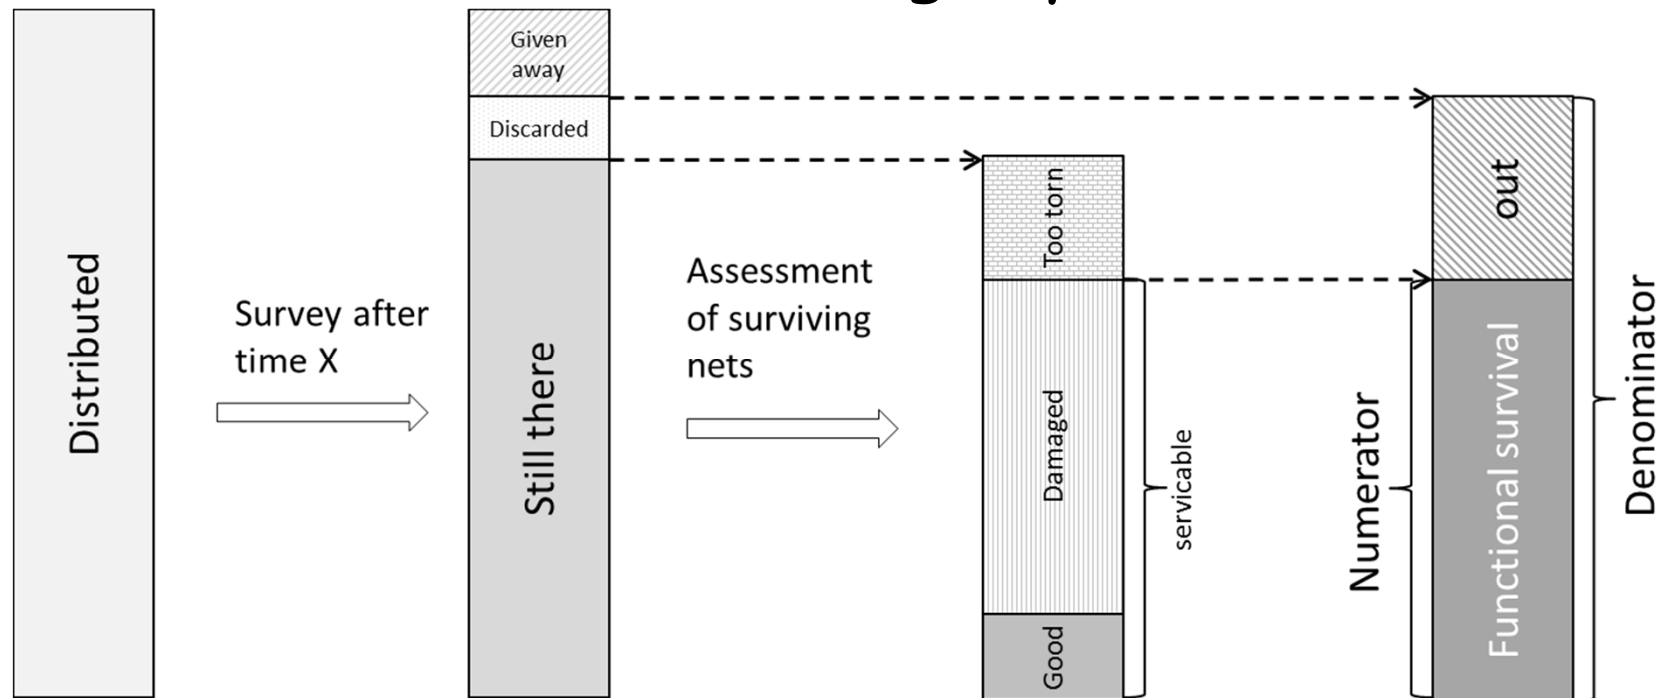 Distributed
Survey after
time X
Given
away
Discarded
Still there
Assessment
of surviving
nets
Too torn
Damaged
Good
servicable
Numerator
out
Functional survival
Denominator